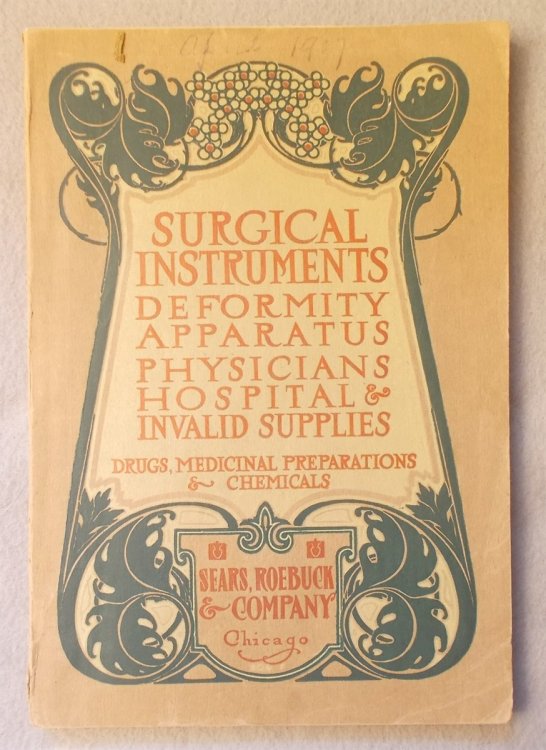 SURGICAL
INSTRUMENTS
DEFORMITY
APPARATUS
PHYSICIANS
HOSPITAL &
INVALID SUPPLIES
DRUGS, MEDICINAL PREPARATIONS
& CHEMICALS
SEARS, ROEBUCK
& COMPANY
Chicago